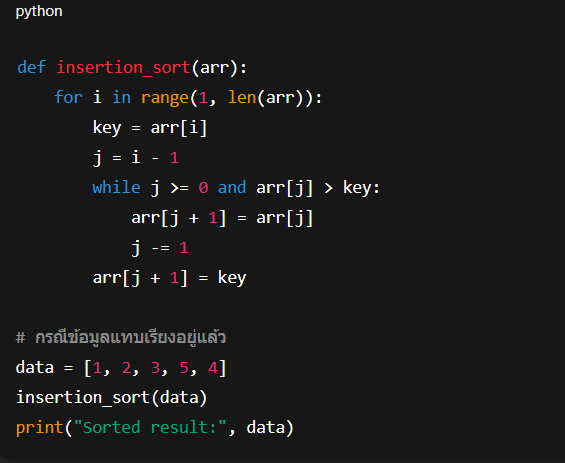 python
def insertion_sort(arr):
    for i in range(1, len(arr)):
        key = arr[i]
        j = i - 1
        while j >= 0 and arr[j] > key:
            arr[j + 1] = arr[j]
            j -= 1
        arr[j + 1] = key
# กรณีข้อมูลแทบเรียงอยู่แล้ว
data = [1, 2, 3, 5, 4]
insertion_sort(data)
print("Sorted result:", data)